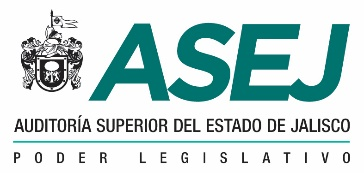 ASEJ
AUDITORÍA SUPERIOR DEL ESTADO DE JALISCO
PODER LEGISLATIVO